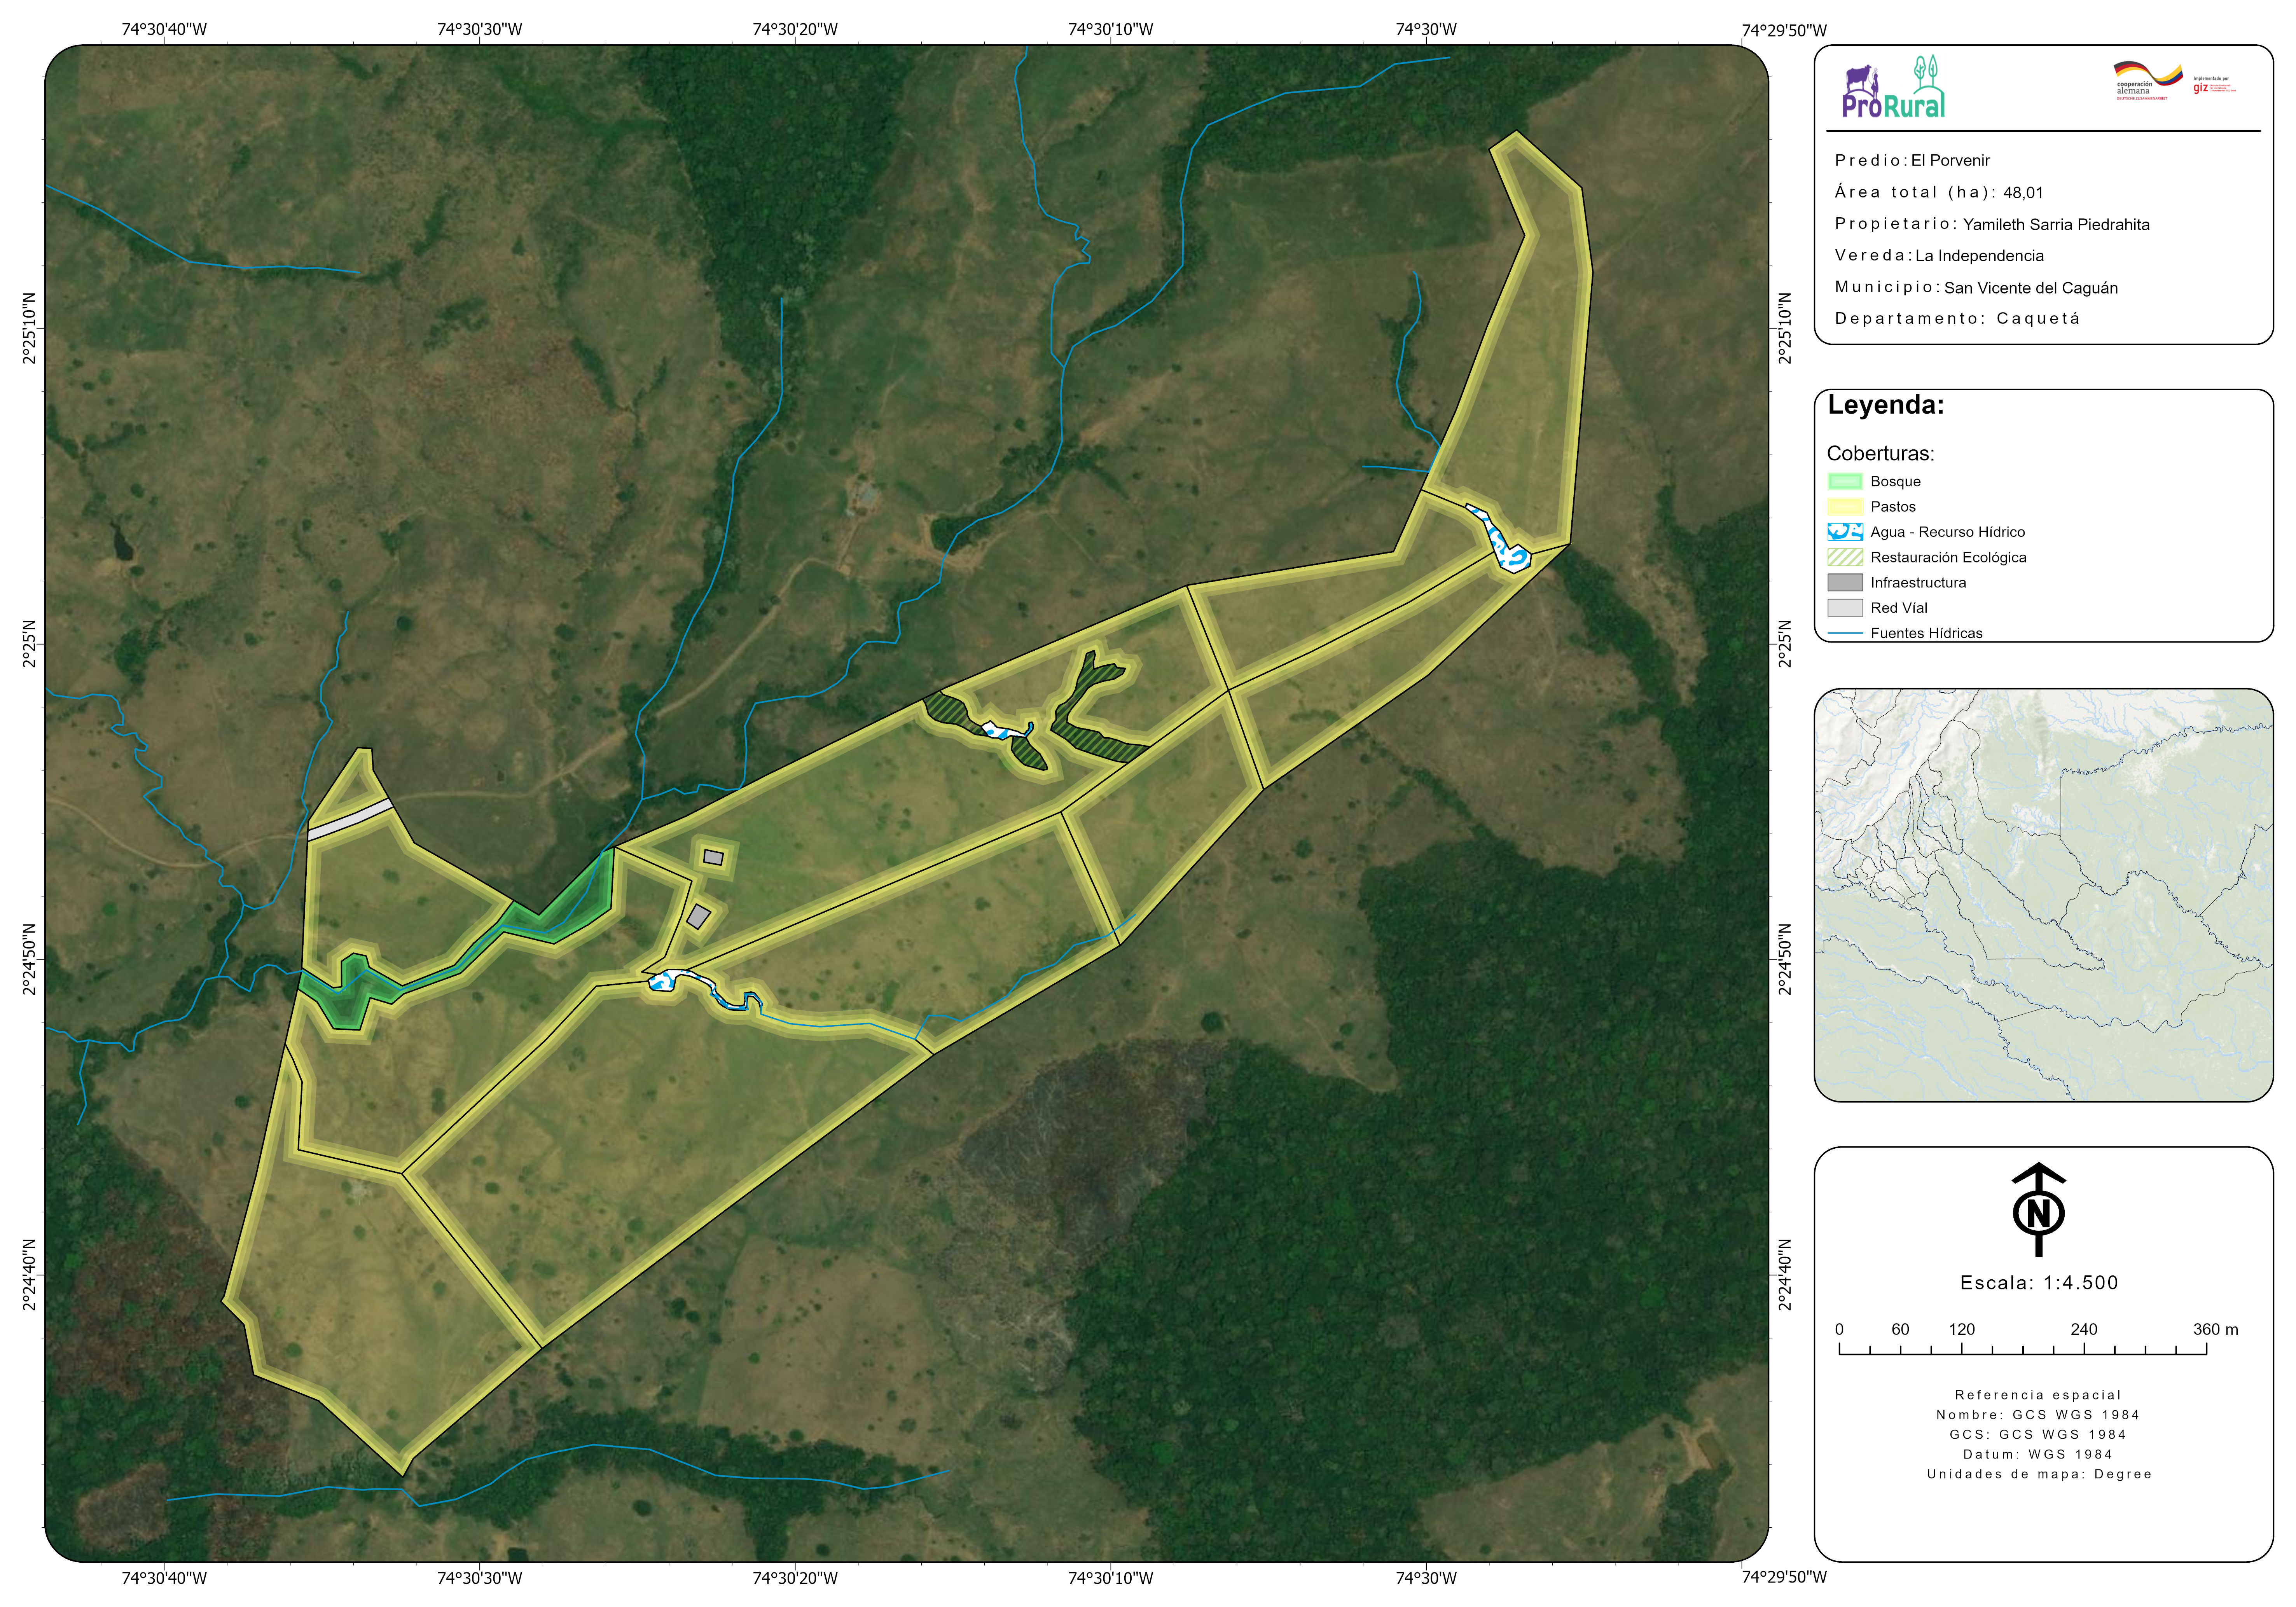 74°30'40"W
74°30'30"W
74°30'20"W
74°30'10"W
74°30'W
74°29'50"W
2°25'10"N
2°25'N
2°24'50"N
2°24'40"N
2°25'10"N
2°25'N
2°24'50"N
2°24'40"N
74°30'40"W
74°30'30"W
74°30'20"W
74°30'10"W
74°30'W
74°29'50"W
ProRural
cooperación
alemana
DEUTSCHE ZUSAMMENARBEIT
Implementado por
giz
Predio: El Porvenir
Área total (ha): 48,01
Propietario: Yamileth Sarria Piedrahita
Vereda: La Independencia
Municipio: San Vicente del Caguán
Departamento: Caquetá
Leyenda:
Coberturas:
Bosque
Pastos
Agua - Recurso Hídrico
Restauración Ecológica
Infraestructura
Red Víal
Fuentes Hídricas
N
Escala: 1:4.500
0 60 120 240 360 m
Referencia espacial
Nombre: GCS WGS 1984
GCS: GCS WGS 1984
Datum: WGS 1984
Unidades de mapa: Degree